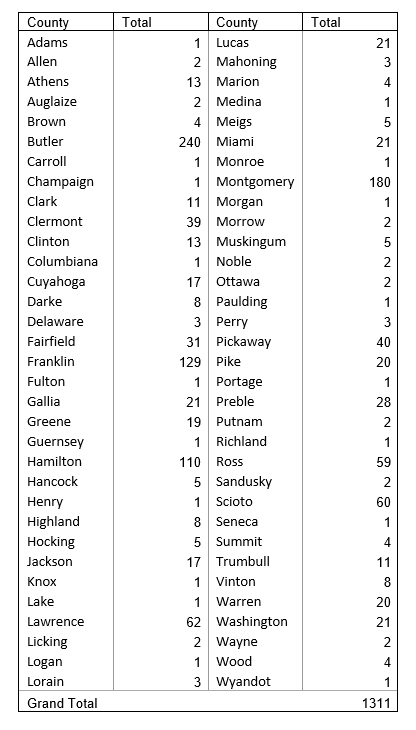 County Total County Total
Adams 1 Lucas 21
Allen 2 Mahoning 3
Athens 13 Marion 4
Auglaize 2 Medina 1
Brown 4 Meigs 5
Butler 240 Miami 21
Carroll 1 Monroe 1
Champaign 1 Montgomery 180
Clark 11 Morgan 1
Clermont 39 Morrow 2
Clinton 13 Muskingum 5
Columbiana 1 Noble 2
Cuyahoga 17 Ottawa 2
Darke 8 Paulding 1
Delaware 3 Perry 3
Fairfield 31 Pickaway 40
Franklin 129 Pike 20
Fulton 1 Portage 1
Gallia 21 Preble 28
Greene 19 Putnam 2
Guernsey 1 Richland 1
Hamilton 110 Ross 59
Hancock 5 Sandusky 2
Henry 1 Scioto 60
Highland 8 Seneca 1
Hocking 5 Summit 4
Jackson 17 Trumbull 11
Knox 1 Vinton 8
Lake 1 Warren 20
Lawrence 62 Washington 21
Licking 2 Wayne 2
Logan 1 Wood 4
Lorain 3 Wyandot 1
Grand Total 1311